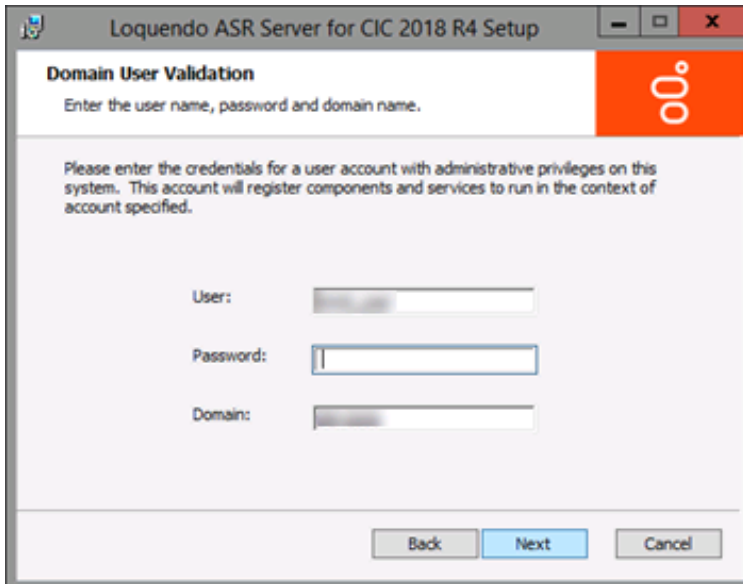 Loquendo ASR Server for CIC 2018 R4 Setup
Domain User Validation
Enter the user name, password and domain name.
Please enter the credentials for a user account with administrative privileges on this
system. This account will register components and services to run in the context of
account specified.
User:
Password:
Domain:
Back Next Cancel